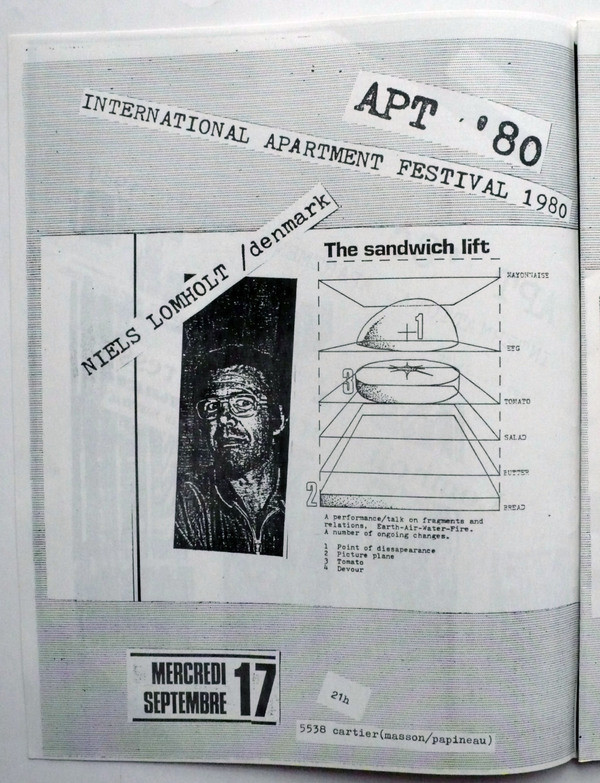 APT '80
INTERNATIONAL APARTMENT FESTIVAL 1980
NIELS LOMHOLT /denmark
The sandwich lift
MAYONNAISE
1
EGG
3
TOMATO
SALAD
BUTTER
2
BREAD
A performance/talk on fragments and
relations. Earth-Air-Water-Fire.
A number of ongoing changes.
1 Point of dissapearance
2 Picture plane
3 Tomato
4 Devour
MERCREDI 17
SEPTEMBRE
21h
5538 cartier(masson/papineau)